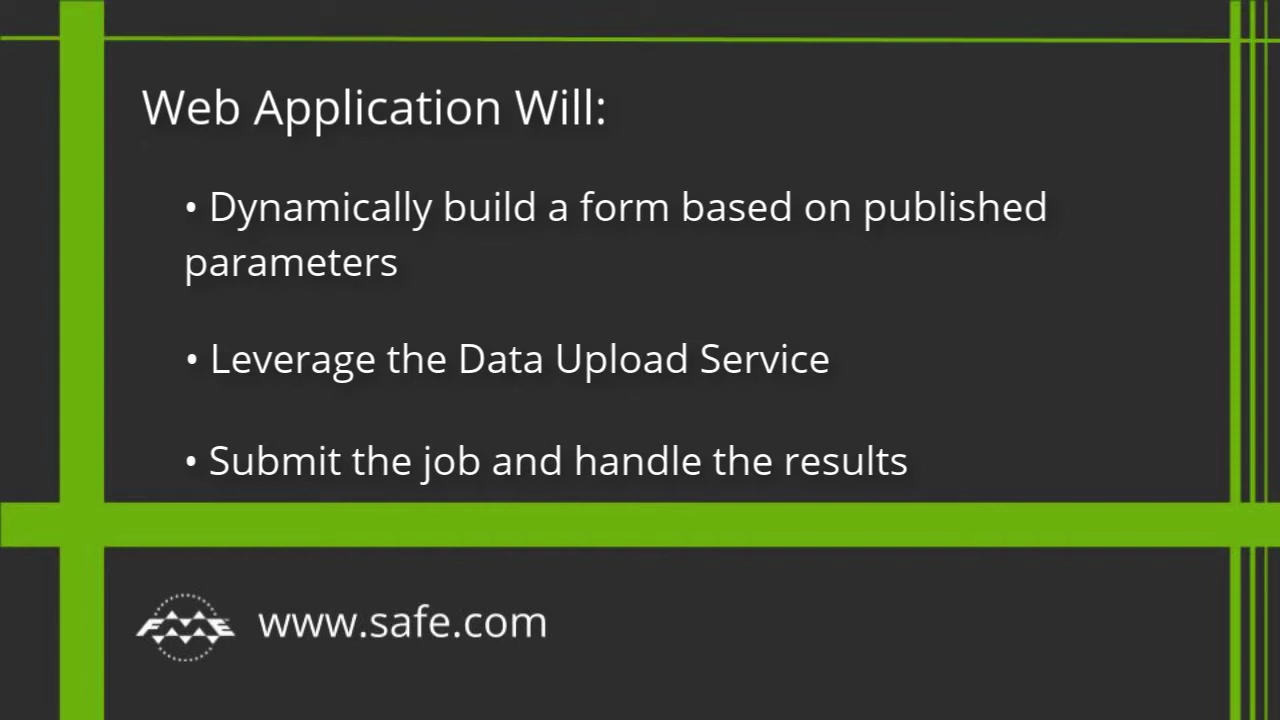 Web Application Will:
• Dynamically build a form based on published
parameters
• Leverage the Data Upload Service
• Submit the job and handle the results
FME www.safe.com